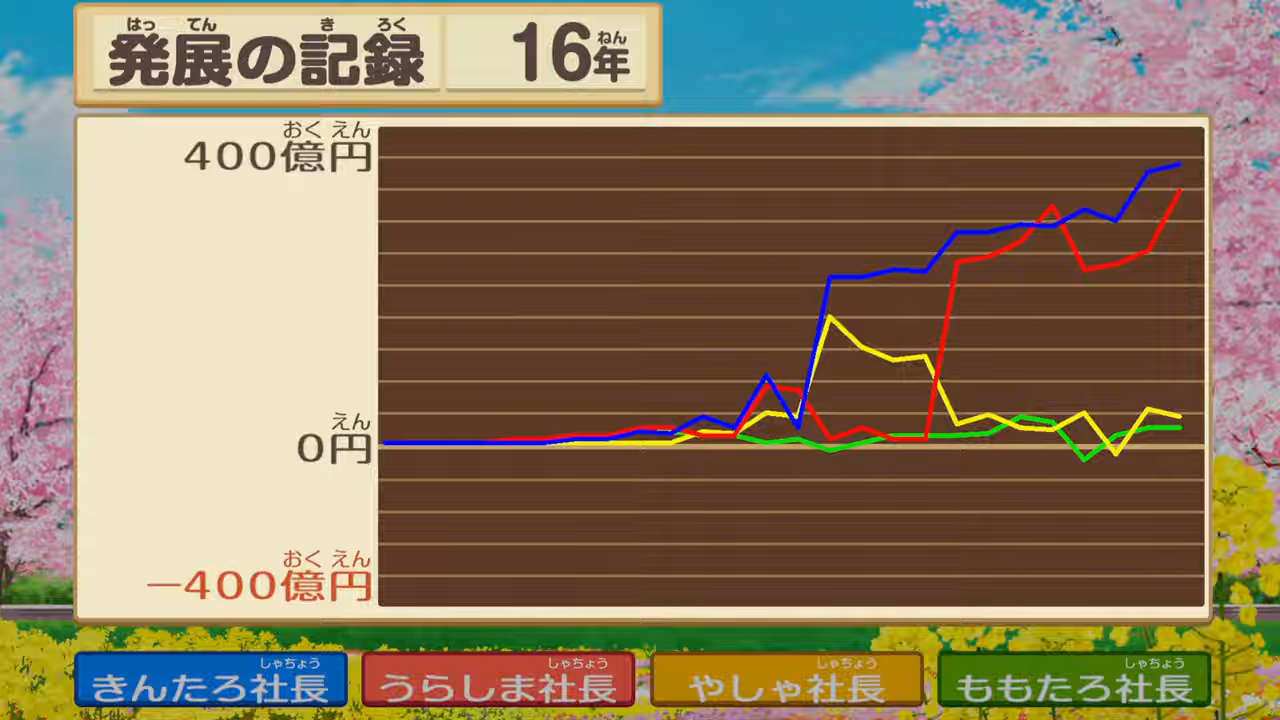 はってん きろく ねん
発展の記録 16年
おくえん
400億円
えん
0円
おくえん
−400億円
しゃちょう しゃちょう しゃちょう しゃちょう
きんたろ社長 うらしま社長 やしゃ社長 ももたろ社長